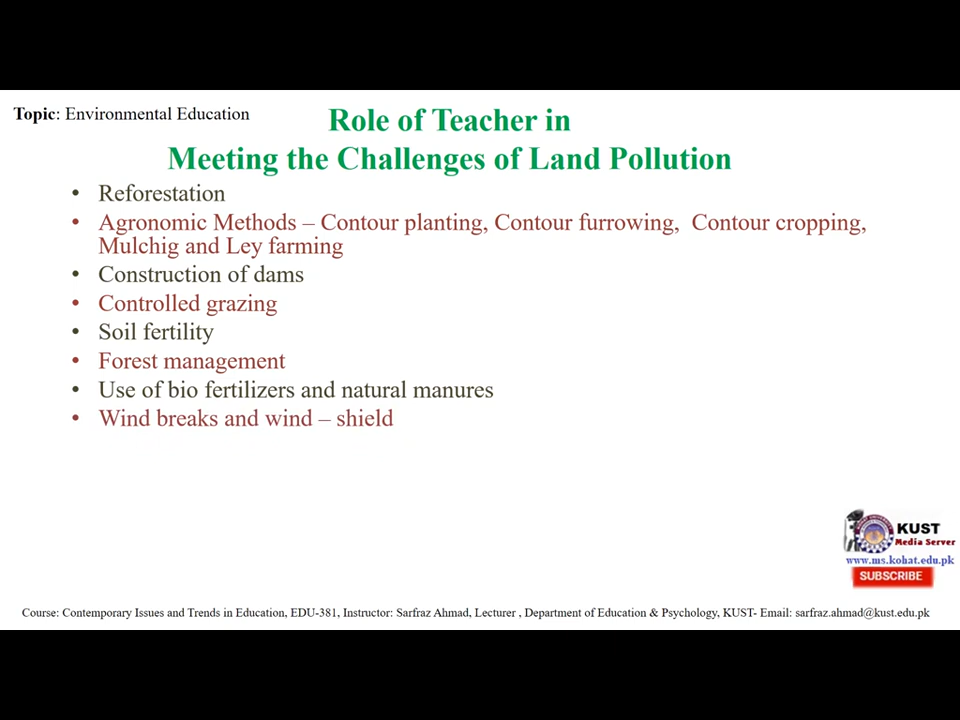 Topic: Environmental Education
Role of Teacher in
Meeting the Challenges of Land Pollution
• Reforestation
• Agronomic Methods – Contour planting, Contour furrowing, Contour cropping,
Mulchig and Ley farming
• Construction of dams
• Controlled grazing
• Soil fertility
• Forest management
• Use of bio fertilizers and natural manures
• Wind breaks and wind – shield
KUST
Media Server
www.ms.kohat.edu.pk
SUBSCRIBE
Course: Contemporary Issues and Trends in Education, EDU-381, Instructor: Sarfraz Ahmad, Lecturer , Department of Education & Psychology, KUST- Email: sarfraz.ahmad@kust.edu.pk